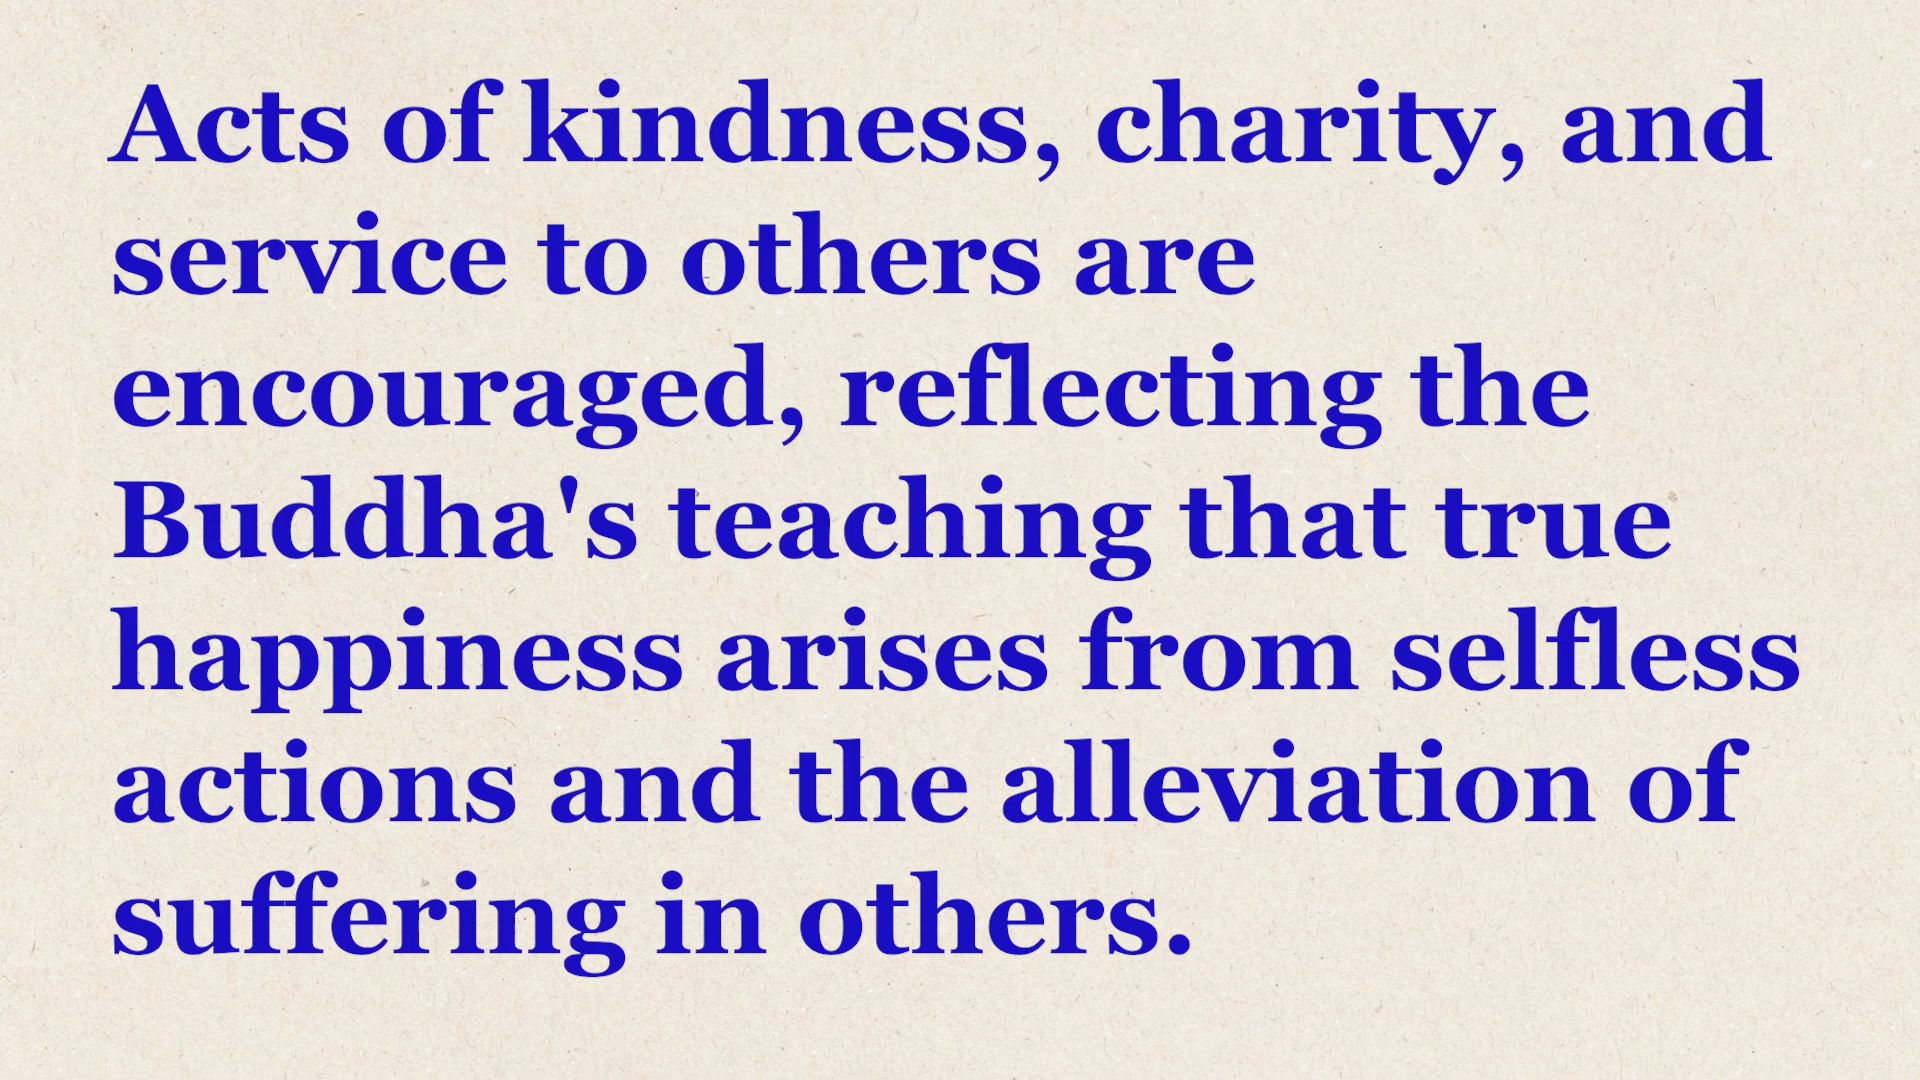 Acts of kindness, charity, and
service to others are
encouraged, reflecting the
Buddha's teaching that true
happiness arises from selfless
actions and the alleviation of
suffering in others.